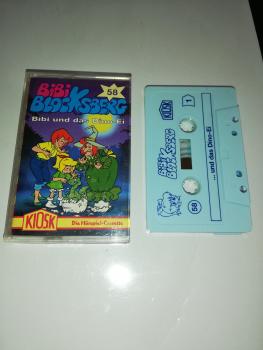 BiBi
BLOCKSBERG
58
Bibi und das Dino-Ei
KIOSK
Die Hörspiel-Cassette
BiBi
BLOCKSBERG
KIOSK
1
... und das Dino-Ei
58